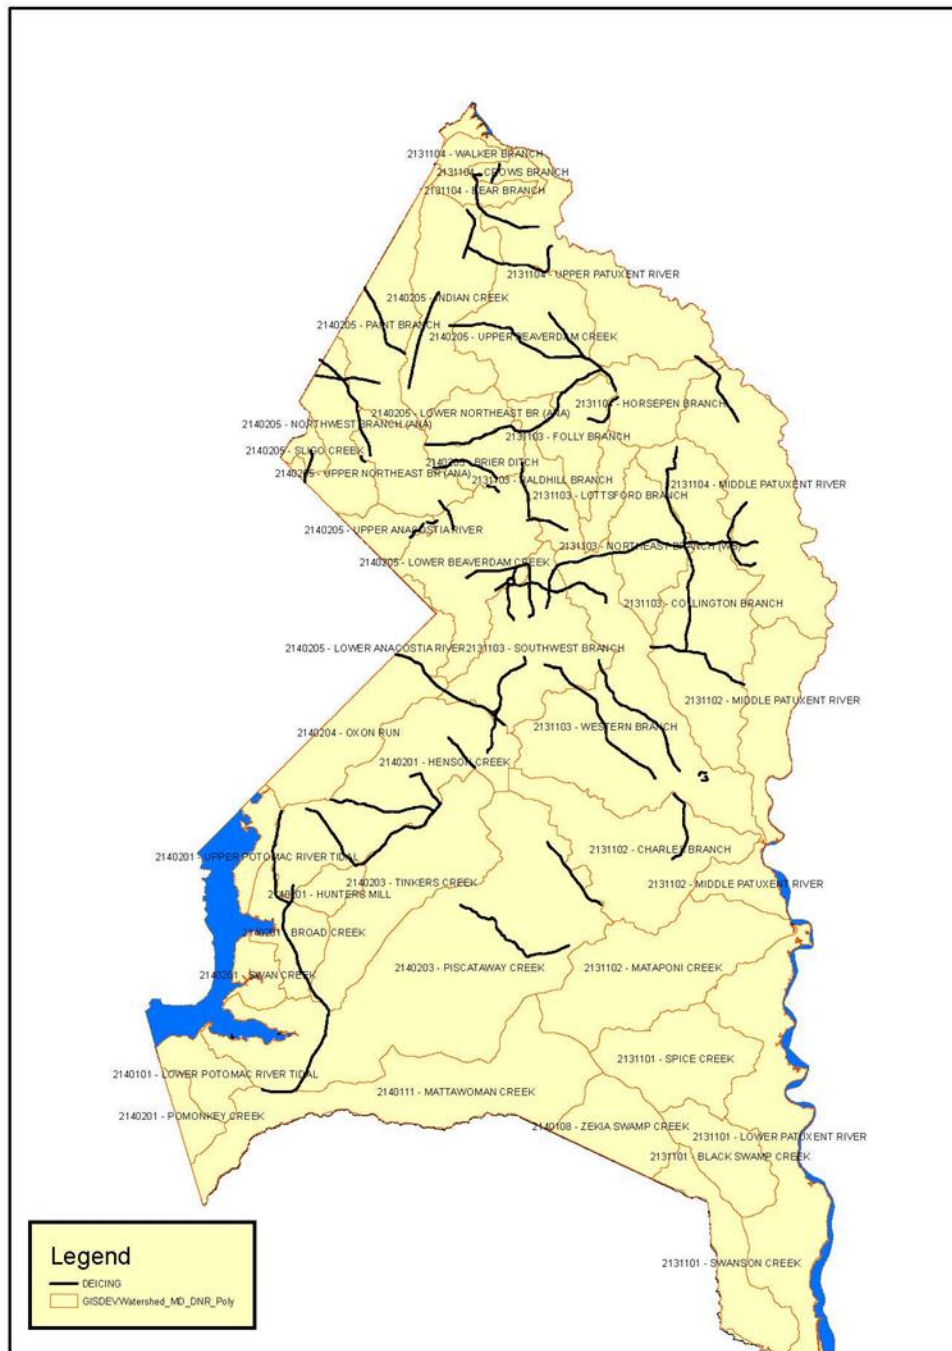 2131104 - WALKER BRANCH
2131104 - CROWS BRANCH
2131104 - BEAR BRANCH
2131104 - UPPER PATUXENT RIVER
2140205 - INDIAN CREEK
2140205 - PAINT BRANCH
2140205 - UPPER BEAVERDAM CREEK
2131104 - HORSEPEN BRANCH
2140205 - LOWER NORTHEAST BR (ANA)
2140205 - NORTHWEST BRANCH (ANA)
2131103 - FOLLY BRANCH
2140205 - SLIGO CREEK
2140205 - BRIER DITCH
2140205 - UPPER NORTHEAST BR (ANA)
2131103 - BALDHILL BRANCH
2131104 - MIDDLE PATUXENT RIVER
2131103 - LOTTSFORD BRANCH
2140205 - UPPER ANACOSTIA RIVER
2131103 - NORTHEAST BRANCH (WB)
2140205 - LOWER BEAVERDAM CREEK
2131103 - COLLINGTON BRANCH
2140205 - LOWER ANACOSTIA RIVER
2131103 - SOUTHWEST BRANCH
2131102 - MIDDLE PATUXENT RIVER
2131103 - WESTERN BRANCH
2140204 - OXON RUN
2140201 - HENSON CREEK
2131102 - CHARLES BRANCH
2140201 - UPPER POTOMAC RIVER TIDAL
2140203 - TINKERS CREEK
2131102 - MIDDLE PATUXENT RIVER
2140201 - HUNTERS MILL
2140201 - BROAD CREEK
2140203 - PISCATAWAY CREEK
2131102 - MATAPONI CREEK
2140201 - SWAN CREEK
2131101 - SPICE CREEK
2140101 - LOWER POTOMAC RIVER TIDAL
2140111 - MATTAWOMAN CREEK
2140201 - POMONKEY CREEK
2140108 - ZEKIA SWAMP CREEK
2131101 - LOWER PATUXENT RIVER
2131101 - BLACK SWAMP CREEK
2131101 - SWANSON CREEK
Legend
DEICING
GISDEV.Watershed_MD_DNR_Poly